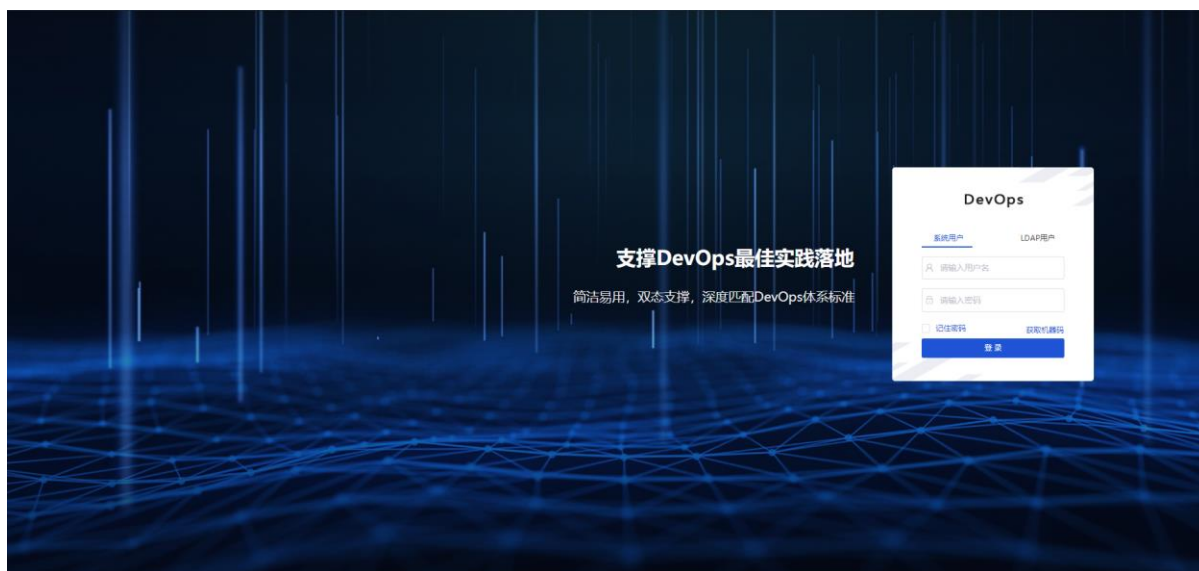 支撑DevOps最佳实践落地
简洁易用，双态支撑，深度匹配DevOps体系标准
DevOps
系统用户 LDAP用户
请输入用户名
请输入密码
记住密码 获取机器码
登录